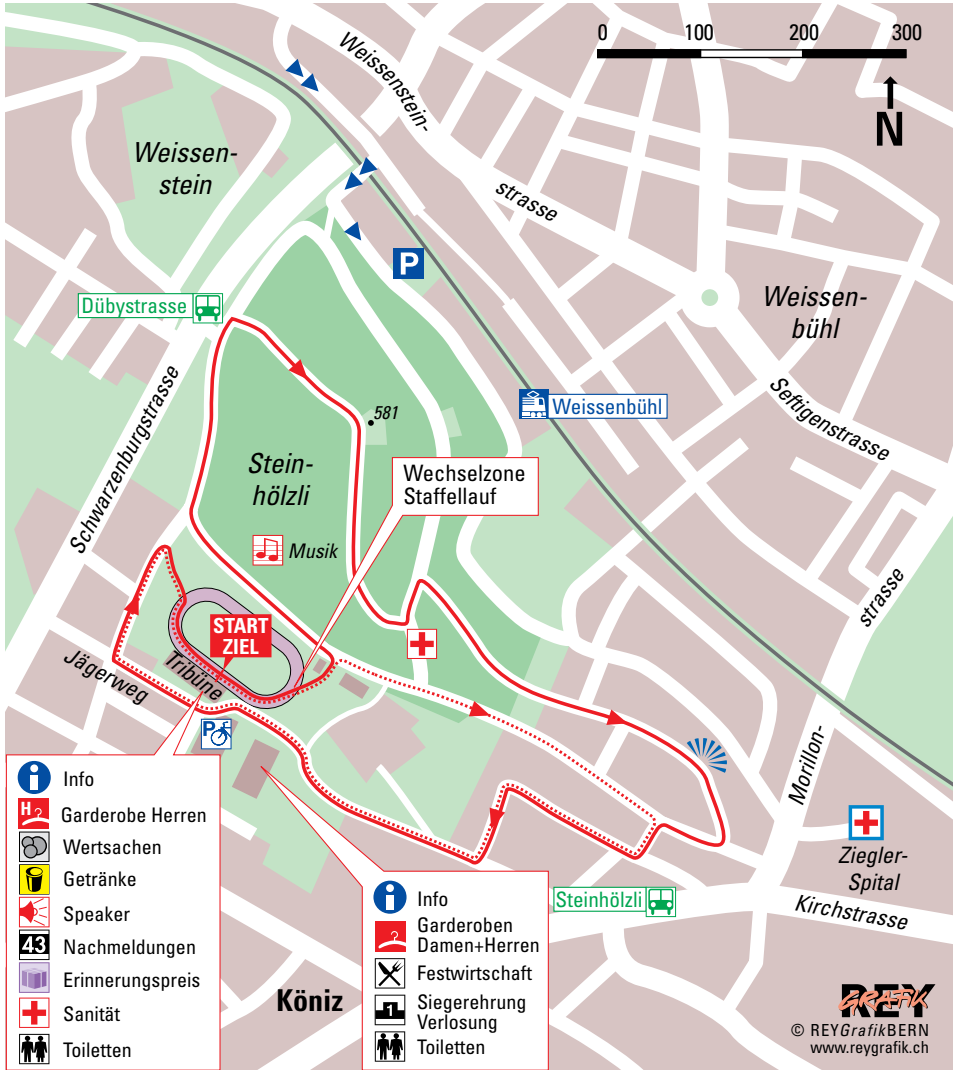 0 100 200 300
N
Weissenstein-
strasse
Weissen-
stein
P
Dübystrasse
Weissen-
bühl
Weissenbühl
Seftigenstrasse
Schwarzenburgstrasse
581
Stein-
hölzli
Wechselzone
Staffellauf
Musik
START
ZIEL
Tribüne
Jägerweg
P
Morillon-
strasse
Ziegler-
Spital
Steinhölzli
Kirchstrasse
Köniz
i Info
H Garderobe Herren
Wertsachen
Getränke
Speaker
43 Nachmeldungen
Erinnerungspreis
Sanität
Toiletten
i Info
Garderoben
Damen+Herren
Festwirtschaft
1 Siegerehrung
Verlosung
Toiletten
REY
GRAFIK
© REYGrafikBERN
www.reygrafik.ch